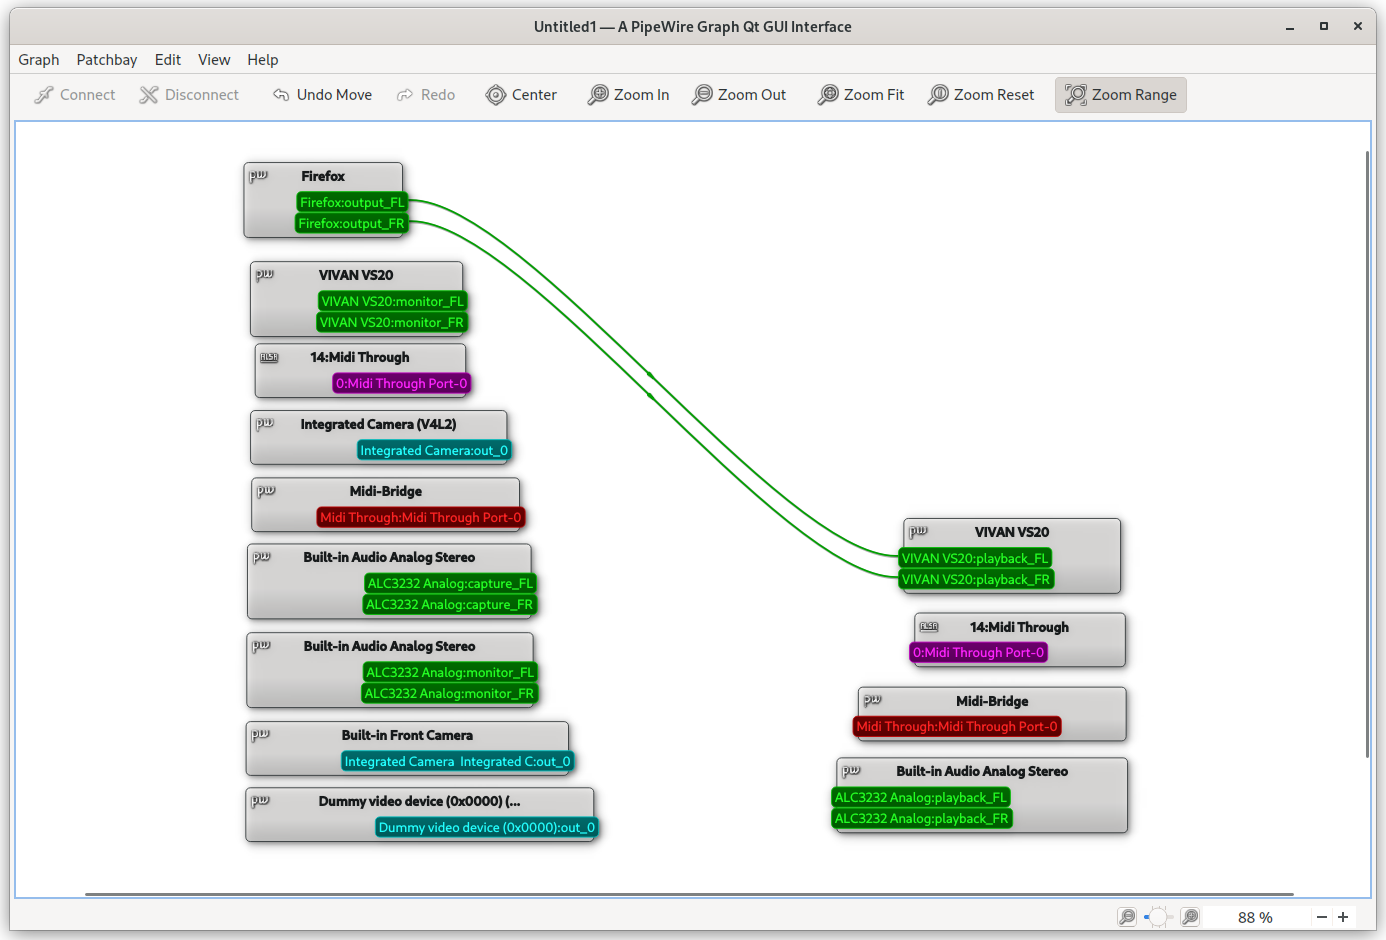 Untitled1 — A PipeWire Graph Qt GUI Interface
Graph Patchbay Edit View Help
Connect Disconnect Undo Move Redo Center Zoom In Zoom Out Zoom Fit Zoom Reset Zoom Range
pw Firefox
Firefox:output_FL
Firefox:output_FR
pw VIVAN VS20
VIVAN VS20:monitor_FL
VIVAN VS20:monitor_FR
ALSA 14:Midi Through
0:Midi Through Port-0
pw Integrated Camera (V4L2)
Integrated Camera:out_0
pw Midi-Bridge
Midi Through:Midi Through Port-0
pw Built-in Audio Analog Stereo
ALC3232 Analog:capture_FL
ALC3232 Analog:capture_FR
pw Built-in Audio Analog Stereo
ALC3232 Analog:monitor_FL
ALC3232 Analog:monitor_FR
pw Built-in Front Camera
Integrated Camera  Integrated C:out_0
pw Dummy video device (0x0000) (...
Dummy video device (0x0000):out_0
pw VIVAN VS20
VIVAN VS20:playback_FL
VIVAN VS20:playback_FR
ALSA 14:Midi Through
0:Midi Through Port-0
pw Midi-Bridge
Midi Through:Midi Through Port-0
pw Built-in Audio Analog Stereo
ALC3232 Analog:playback_FL
ALC3232 Analog:playback_FR
88 %